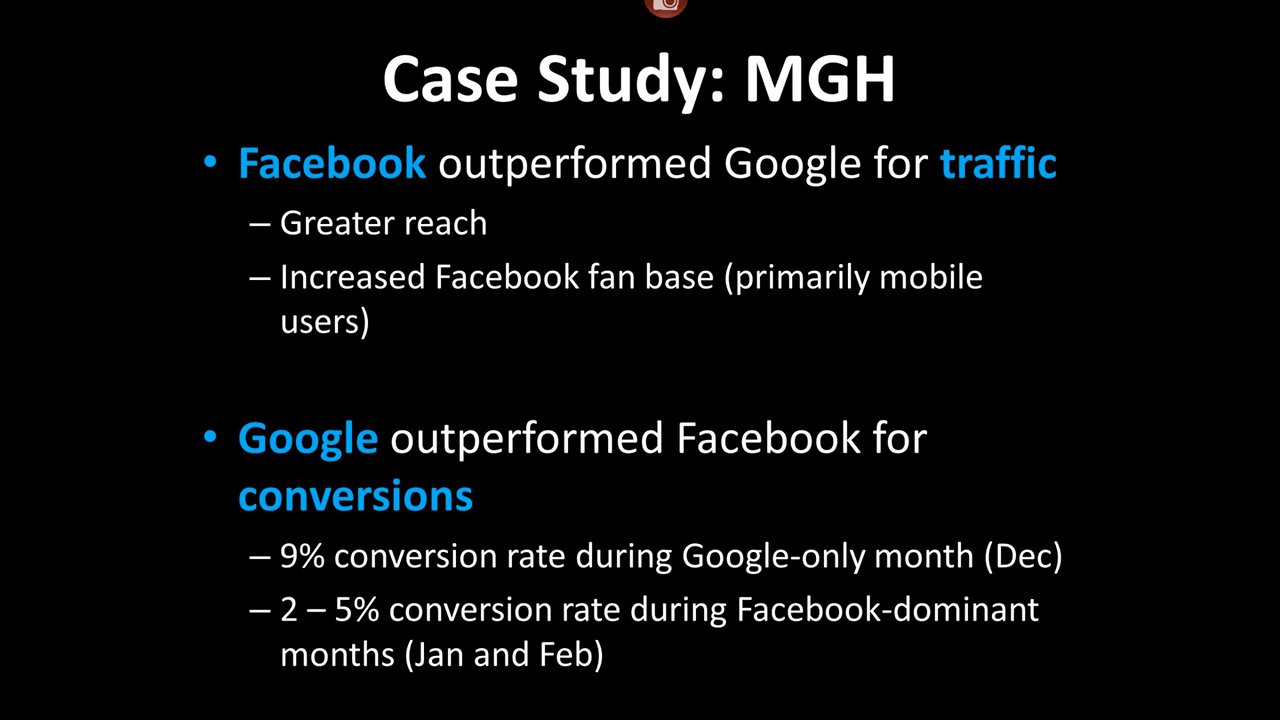 Case Study: MGH
• Facebook outperformed Google for traffic
– Greater reach
– Increased Facebook fan base (primarily mobile
users)
• Google outperformed Facebook for
conversions
– 9% conversion rate during Google-only month (Dec)
– 2 – 5% conversion rate during Facebook-dominant
months (Jan and Feb)